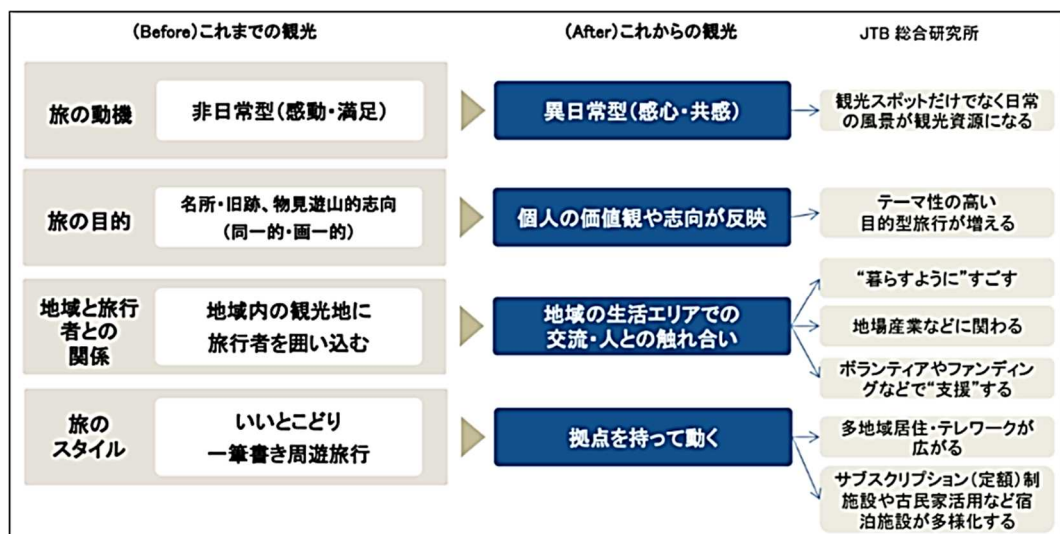 (Before)これまでの観光
(After)これからの観光
JTB 総合研究所
旅の動機
非日常型(感動・満足)
異日常型(感心・共感)
観光スポットだけでなく日常
の風景が観光資源になる
旅の目的
名所・旧跡、物見遊山的志向
(同一的・画一的)
個人の価値観や志向が反映
テーマ性の高い
目的型旅行が増える
地域と旅行
者との
関係
地域内の観光地に
旅行者を囲い込む
地域の生活エリアでの
交流・人との触れ合い
“暮らすように”すごす
地場産業などに関わる
ボランティアやファンディン
グなどで“支援”する
旅の
スタイル
いいとこどり
一筆書き周遊旅行
拠点を持って動く
多地域居住・テレワークが
広がる
サブスクリプション(定額)制
施設や古民家活用など宿
泊施設が多様化する